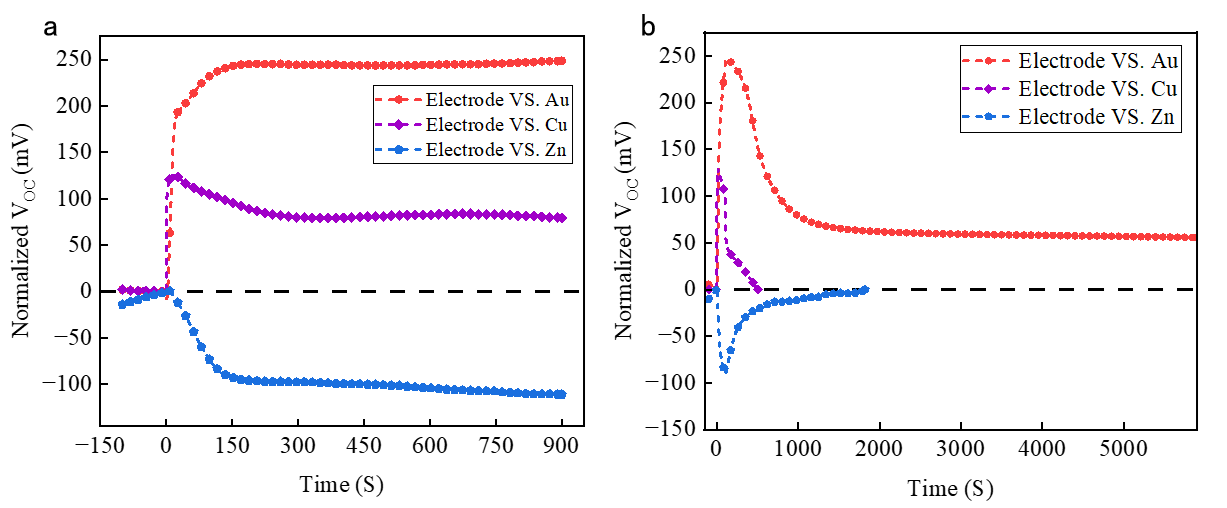 a
250
200
150
100
50
0
−50
−100
−150
0
150
300
450
600
750
900
Normalized VOC (mV)
Time (S)
Electrode VS. Au
Electrode VS. Cu
Electrode VS. Zn
b
250
200
150
100
50
0
−50
−100
−150
0
1000
2000
3000
4000
5000
Normalized VOC (mV)
Time (S)
Electrode VS. Au
Electrode VS. Cu
Electrode VS. Zn